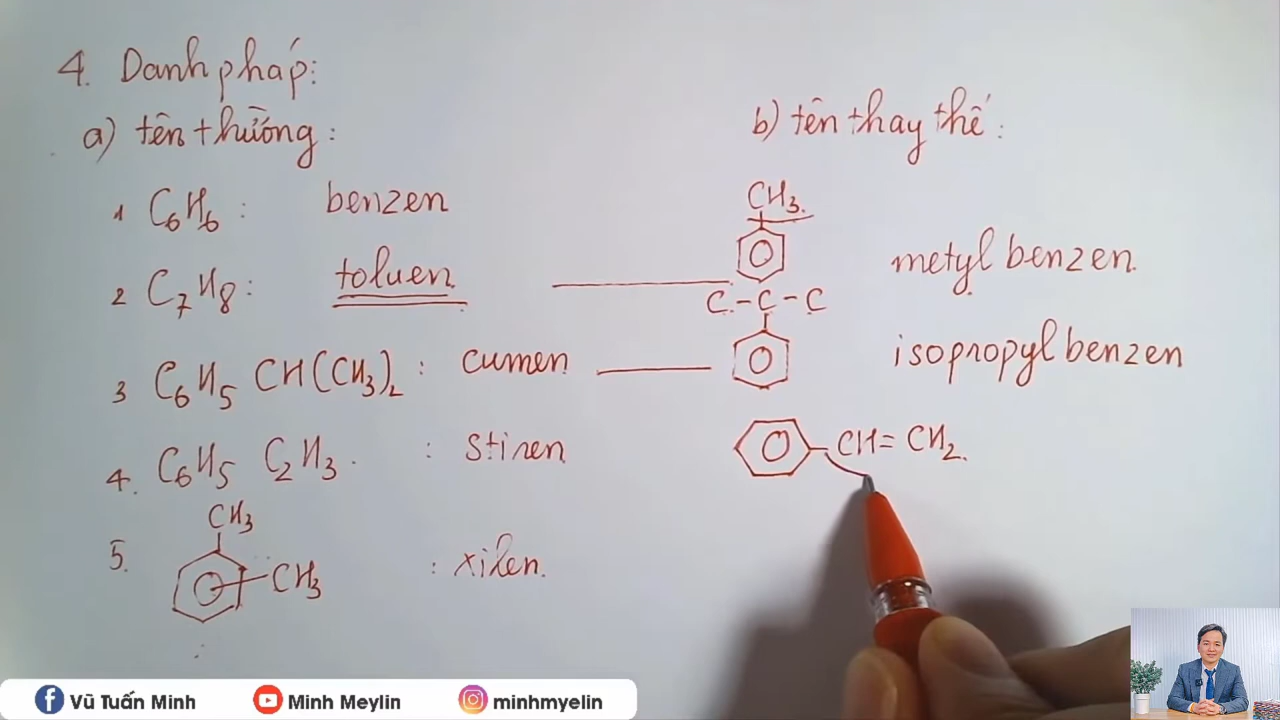 4. Danh pháp:
a) tên thường:
1 C₆H₆: benzen
2 C₇H₈: toluen
3 C₆H₅ CH(CH₃)₂: cumen
4. C₆H₅ C₂H₃. : stiren
5. CH₃
CH₃ : xilen.
b) tên thay thế:
CH₃.
metyl benzen.
C-C-C
isopropyl benzen
CH=CH₂.
Vũ Tuấn Minh Minh Meylin minhmyelin